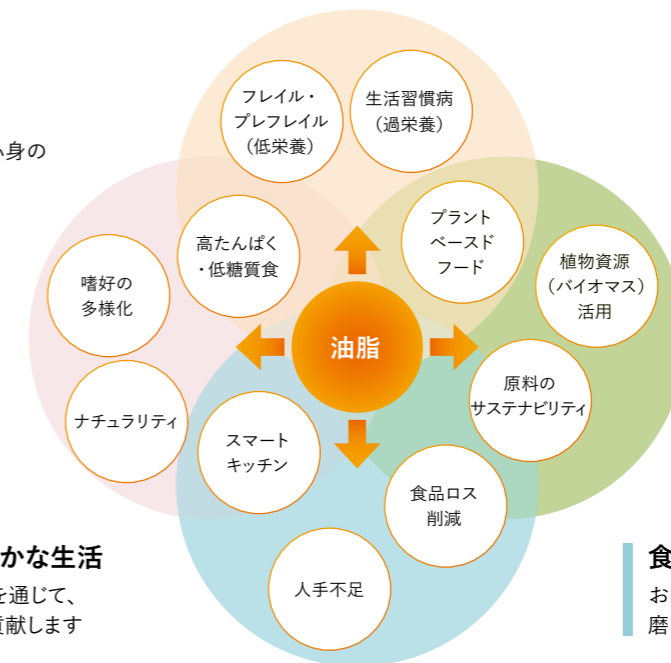 フレイル・
プレフレイル
（低栄養）
生活習慣病
（過栄養）
身の
高たんぱく
・低糖質食
プラント
ベースド
フード
嗜好の
多様化
植物資源
（バイオマス）
活用
油脂
原料の
サステナビリティ
ナチュラリティ
スマート
キッチン
食品ロス
削減
人手不足
かな生活
を通じて、
貢献します
食
お
磨